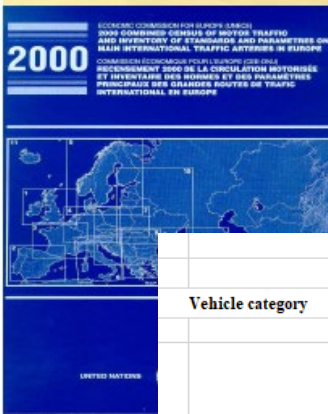 2000
ECONOMIC COMMISSION FOR EUROPE (UNECE)
2000 COMBINED CENSUS OF MOTOR TRAFFIC
AND INVENTORY OF STANDARDS AND PARAMETERS ON
MAIN INTERNATIONAL TRAFFIC ARTERIES IN EUROPE
COMMISSION ÉCONOMIQUE POUR L'EUROPE (CEE-ONU)
RECENSEMENT 2000 DE LA CIRCULATION MOTORISÉE
ET INVENTAIRE DES NORMES ET DES PARAMÈTRES
PRINCIPAUX DES GRANDES ROUTES DE TRAFIC
INTERNATIONAL EN EUROPE
10
Vehicle category
UNITED NATIONS